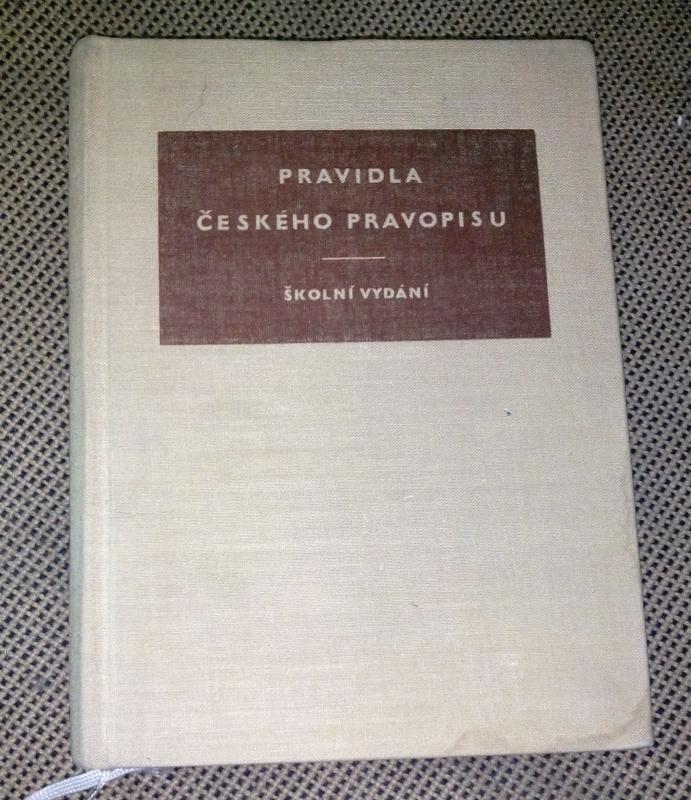 PRAVIDLA
ČESKÉHO PRAVOPISU
ŠKOLNÍ VYDÁNÍ